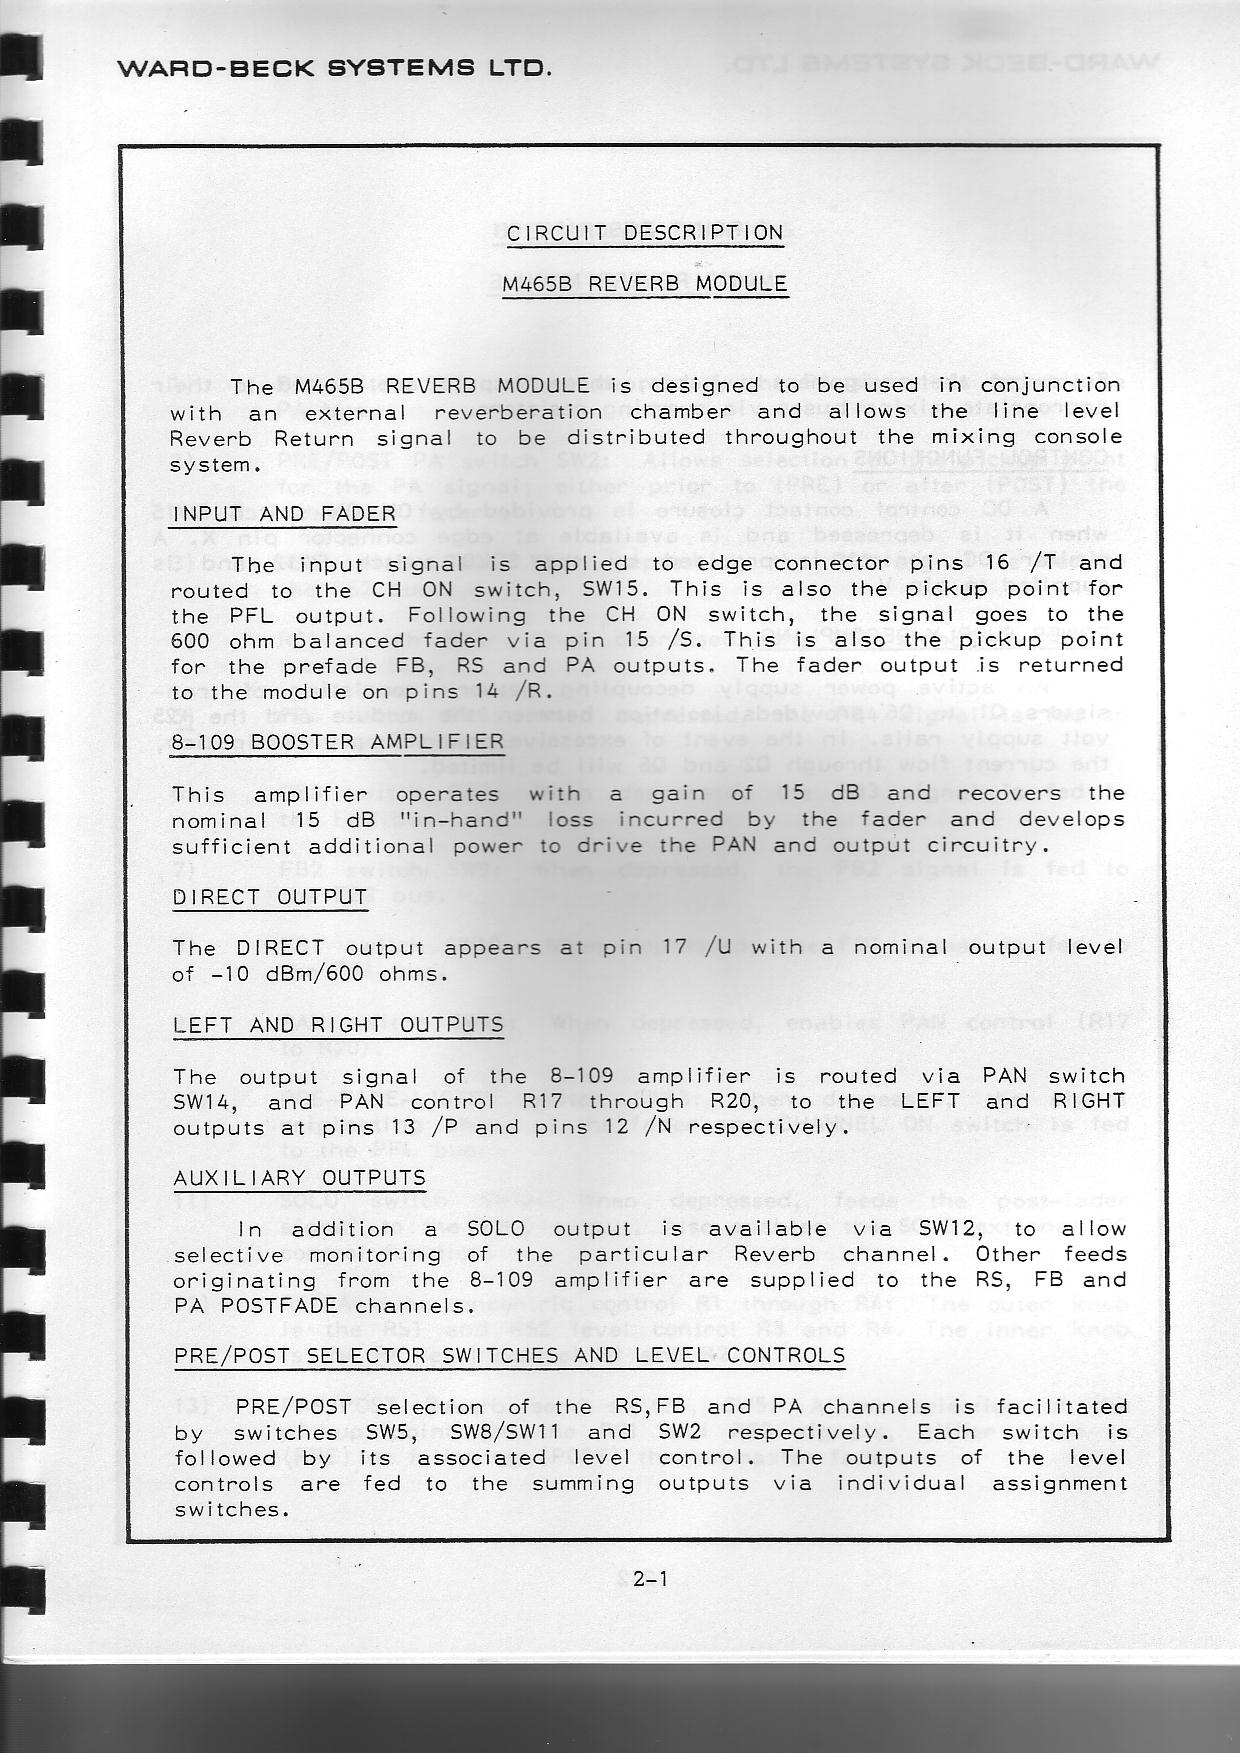 WARD-BECK SYSTEMS LTD.
CIRCUIT DESCRIPTION
M465B REVERB MODULE
The M465B REVERB MODULE is designed to be used in conjunction
with an external reverberation chamber and allows the line level
Reverb Return signal to be distributed throughout the mixing console
system.
INPUT AND FADER
The input signal is applied to edge connector pins 16 /T and
routed to the CH ON switch, SW15. This is also the pickup point for
the PFL output. Following the CH ON switch, the signal goes to the
600 ohm balanced fader via pin 15 /S. This is also the pickup point
for the prefade FB, RS and PA outputs. The fader output is returned
to the module on pins 14 /R.
8-109 BOOSTER AMPLIFIER
This amplifier operates with a gain of 15 dB and recovers the
nominal 15 dB "in-hand" loss incurred by the fader and develops
sufficient additional power to drive the PAN and output circuitry.
DIRECT OUTPUT
The DIRECT output appears at pin 17 /U with a nominal output level
of -10 dBm/600 ohms.
LEFT AND RIGHT OUTPUTS
The output signal of the 8-109 amplifier is routed via PAN switch
SW14, and PAN control R17 through R20, to the LEFT and RIGHT
outputs at pins 13 /P and pins 12 /N respectively.
AUXILIARY OUTPUTS
In addition a SOLO output is available via SW12, to allow
selective monitoring of the particular Reverb channel. Other feeds
originating from the 8-109 amplifier are supplied to the RS, FB and
PA POSTFADE channels.
PRE/POST SELECTOR SWITCHES AND LEVEL CONTROLS
PRE/POST selection of the RS,FB and PA channels is facilitated
by switches SW5, SW8/SW11 and SW2 respectively. Each switch is
followed by its associated level control. The outputs of the level
controls are fed to the summing outputs via individual assignment
switches.
2-1